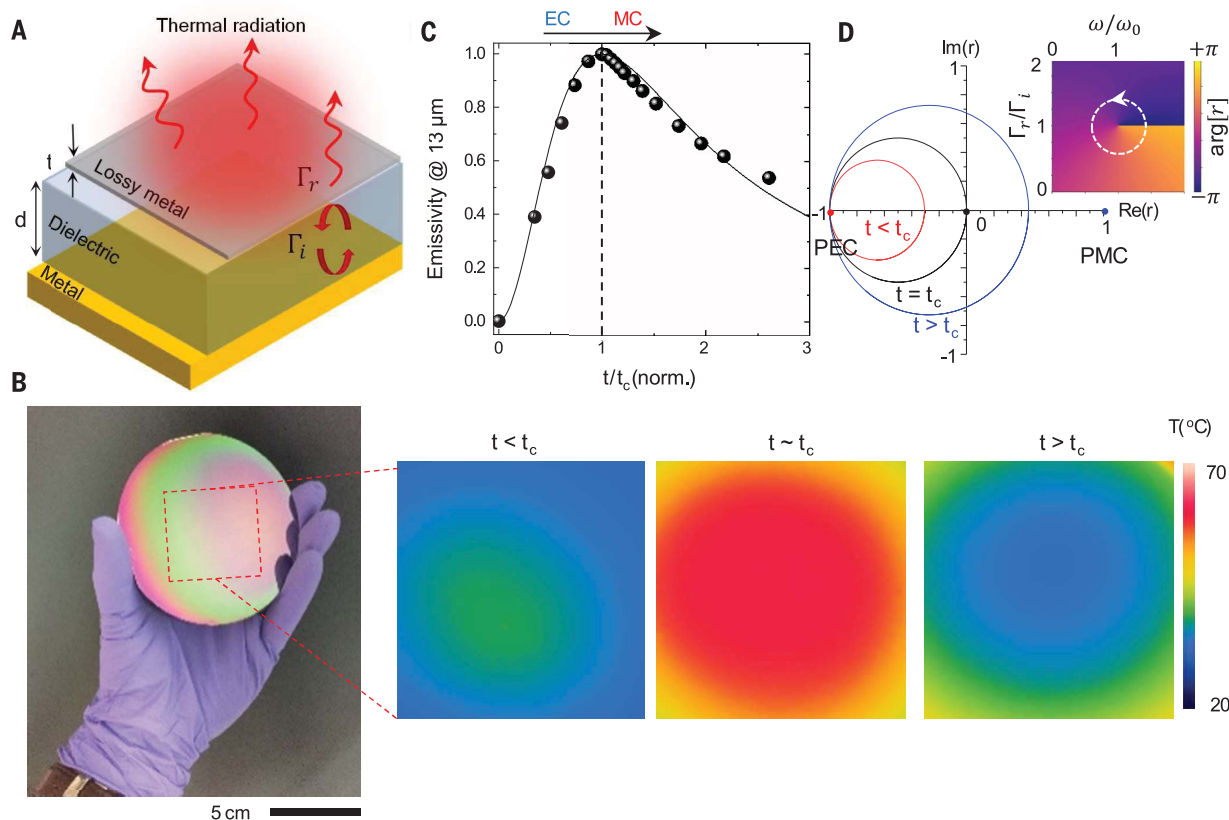 A
Thermal radiation
t
Lossy metal
Γr
d
Dielectric
Γi
Metal
C
EC
MC
Emissivity @ 13 μm
1.0
0.8
0.6
0.4
0.2
0.0
0
1
2
3
t/tc(norm.)
D
Im(r)
1
ω/ω0
0
1
2
+π
2
1
0
Γr/Γi
arg[r]
−π
-1
0
Re(r)
1
PEC
PMC
t < tc
t = tc
t > tc
-1
B
5 cm
t < tc
t ~ tc
t > tc
T(°C)
70
20